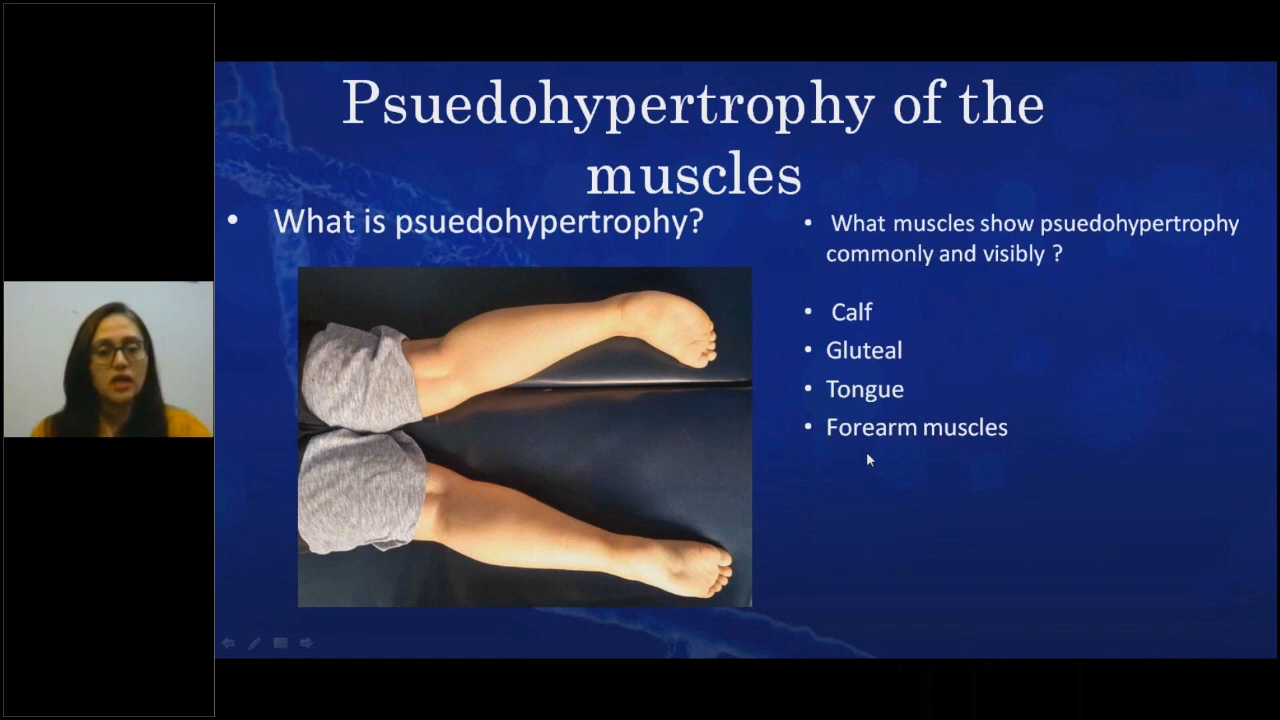 Psuedohypertrophy of the
muscles
• What is psuedohypertrophy?
• What muscles show psuedohypertrophy
commonly and visibly ?
• Calf
• Gluteal
• Tongue
• Forearm muscles